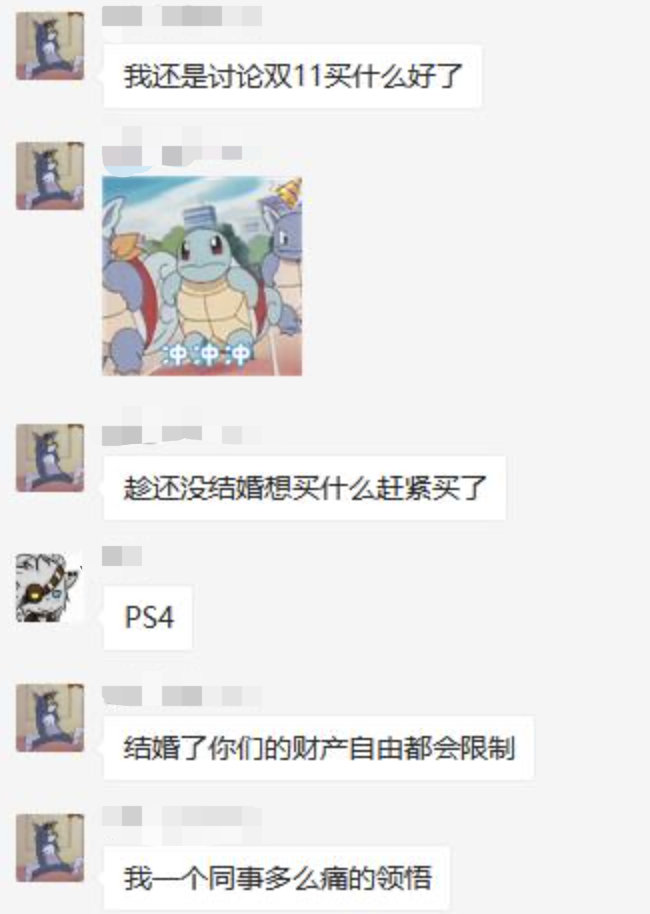 我还是讨论双11买什么好了
冲冲冲
趁还没结婚想买什么赶紧买了
PS4
结婚了你们的财产自由都会限制
我一个同事多么痛的领悟